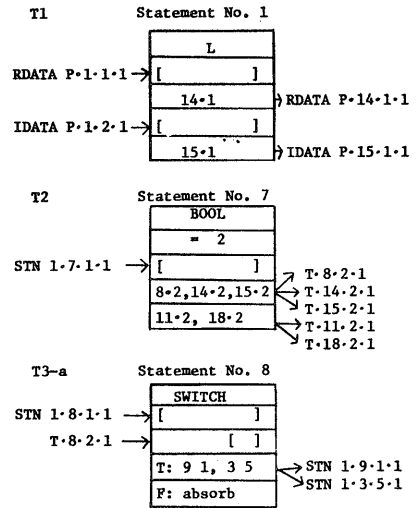 T1 Statement No. 1
L
RDATA P·1·1·1 [ ]
14·1 RDATA P·14·1·1
IDATA P·1·2·1 [ ]
15·1 IDATA P·15·1·1
T2 Statement No. 7
BOOL
= 2
STN 1·7·1·1 [ ]
T·8·2·1
8·2,14·2,15·2 T·14·2·1
T·15·2·1
11·2, 18·2 T·11·2·1
T·18·2·1
T3-a Statement No. 8
SWITCH
STN 1·8·1·1 [ ]
T·8·2·1 [ ]
T: 9 1, 3 5 STN 1·9·1·1
STN 1·3·5·1
F: absorb